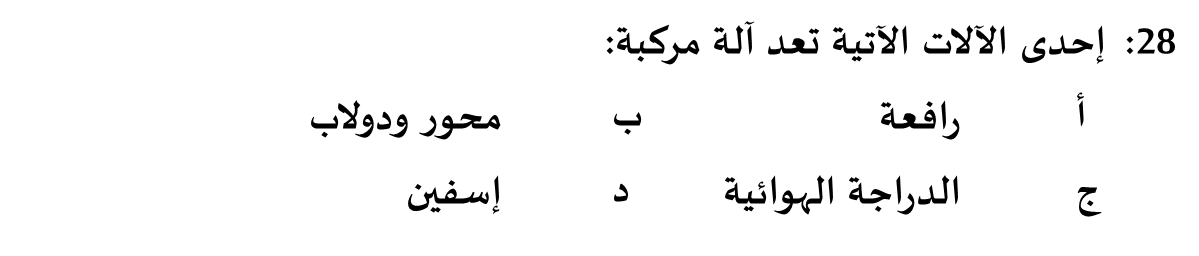 28: إحدى الآلات الآتية تعد آلة مركبة:
أ رافعة ب محور ودولاب
ج الدراجة الهوائية د إسفين